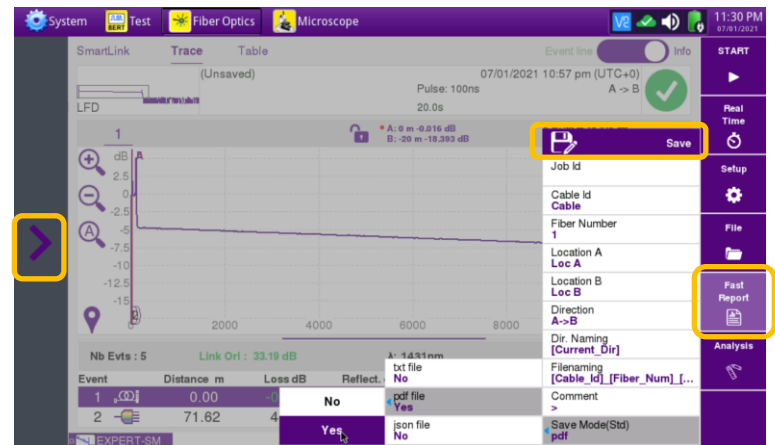 System
AM
BERT
Test
Fiber Optics
Microscope
V2
11:30 PM
07/01/2021
SmartLink
Trace
Table
Event line
Info
START
(Unsaved)
07/01/2021 10:57 pm (UTC+0)
Pulse: 100ns
A -> B
LFD
20.0s
Real
Time
1
A: 0 m -0.016 dB
B: -20 m -18.393 dB
Save
dB
A
2.5
0
-2.5
A
-5
-7.5
-10
-12.5
-15
2000
4000
6000
8000
Job Id
Cable Id
Cable
Fiber Number
1
Location A
Loc A
Location B
Loc B
Direction
A->B
Dir. Naming
[Current_Dir]
Filenaming
[Cable_Id]_[Fiber_Num]_[...
Comment
>
Save Mode(Std)
pdf
Setup
File
Fast
Report
Analysis
Nb Evts : 5
Link Orl : 33.19 dB
λ: 1431nm
Event
Distance m
Loss dB
Reflect.
1
0.00
-0
2
71.62
4
txt file
No
pdf file
Yes
json file
No
No
Yes
EXPERT-SM